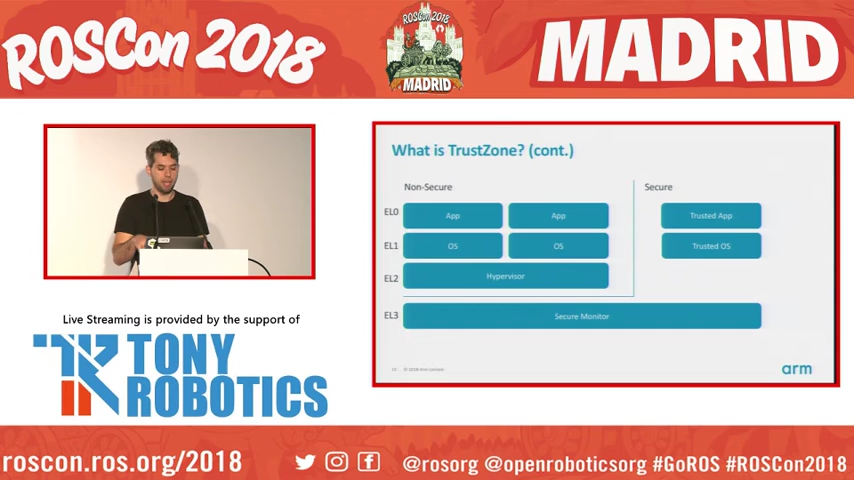 ROSCon 2018
ROSCon 2018
MADRID
MADRID
What is TrustZone? (cont.)
Non-Secure
Secure
EL0
App
App
Trusted App
EL1
OS
OS
Trusted OS
EL2
Hypervisor
EL3
Secure Monitor
arm
Live Streaming is provided by the support of
TONY
ROBOTICS
roscon.ros.org/2018
@rosorg @openroboticsorg #GoROS #ROSCon2018